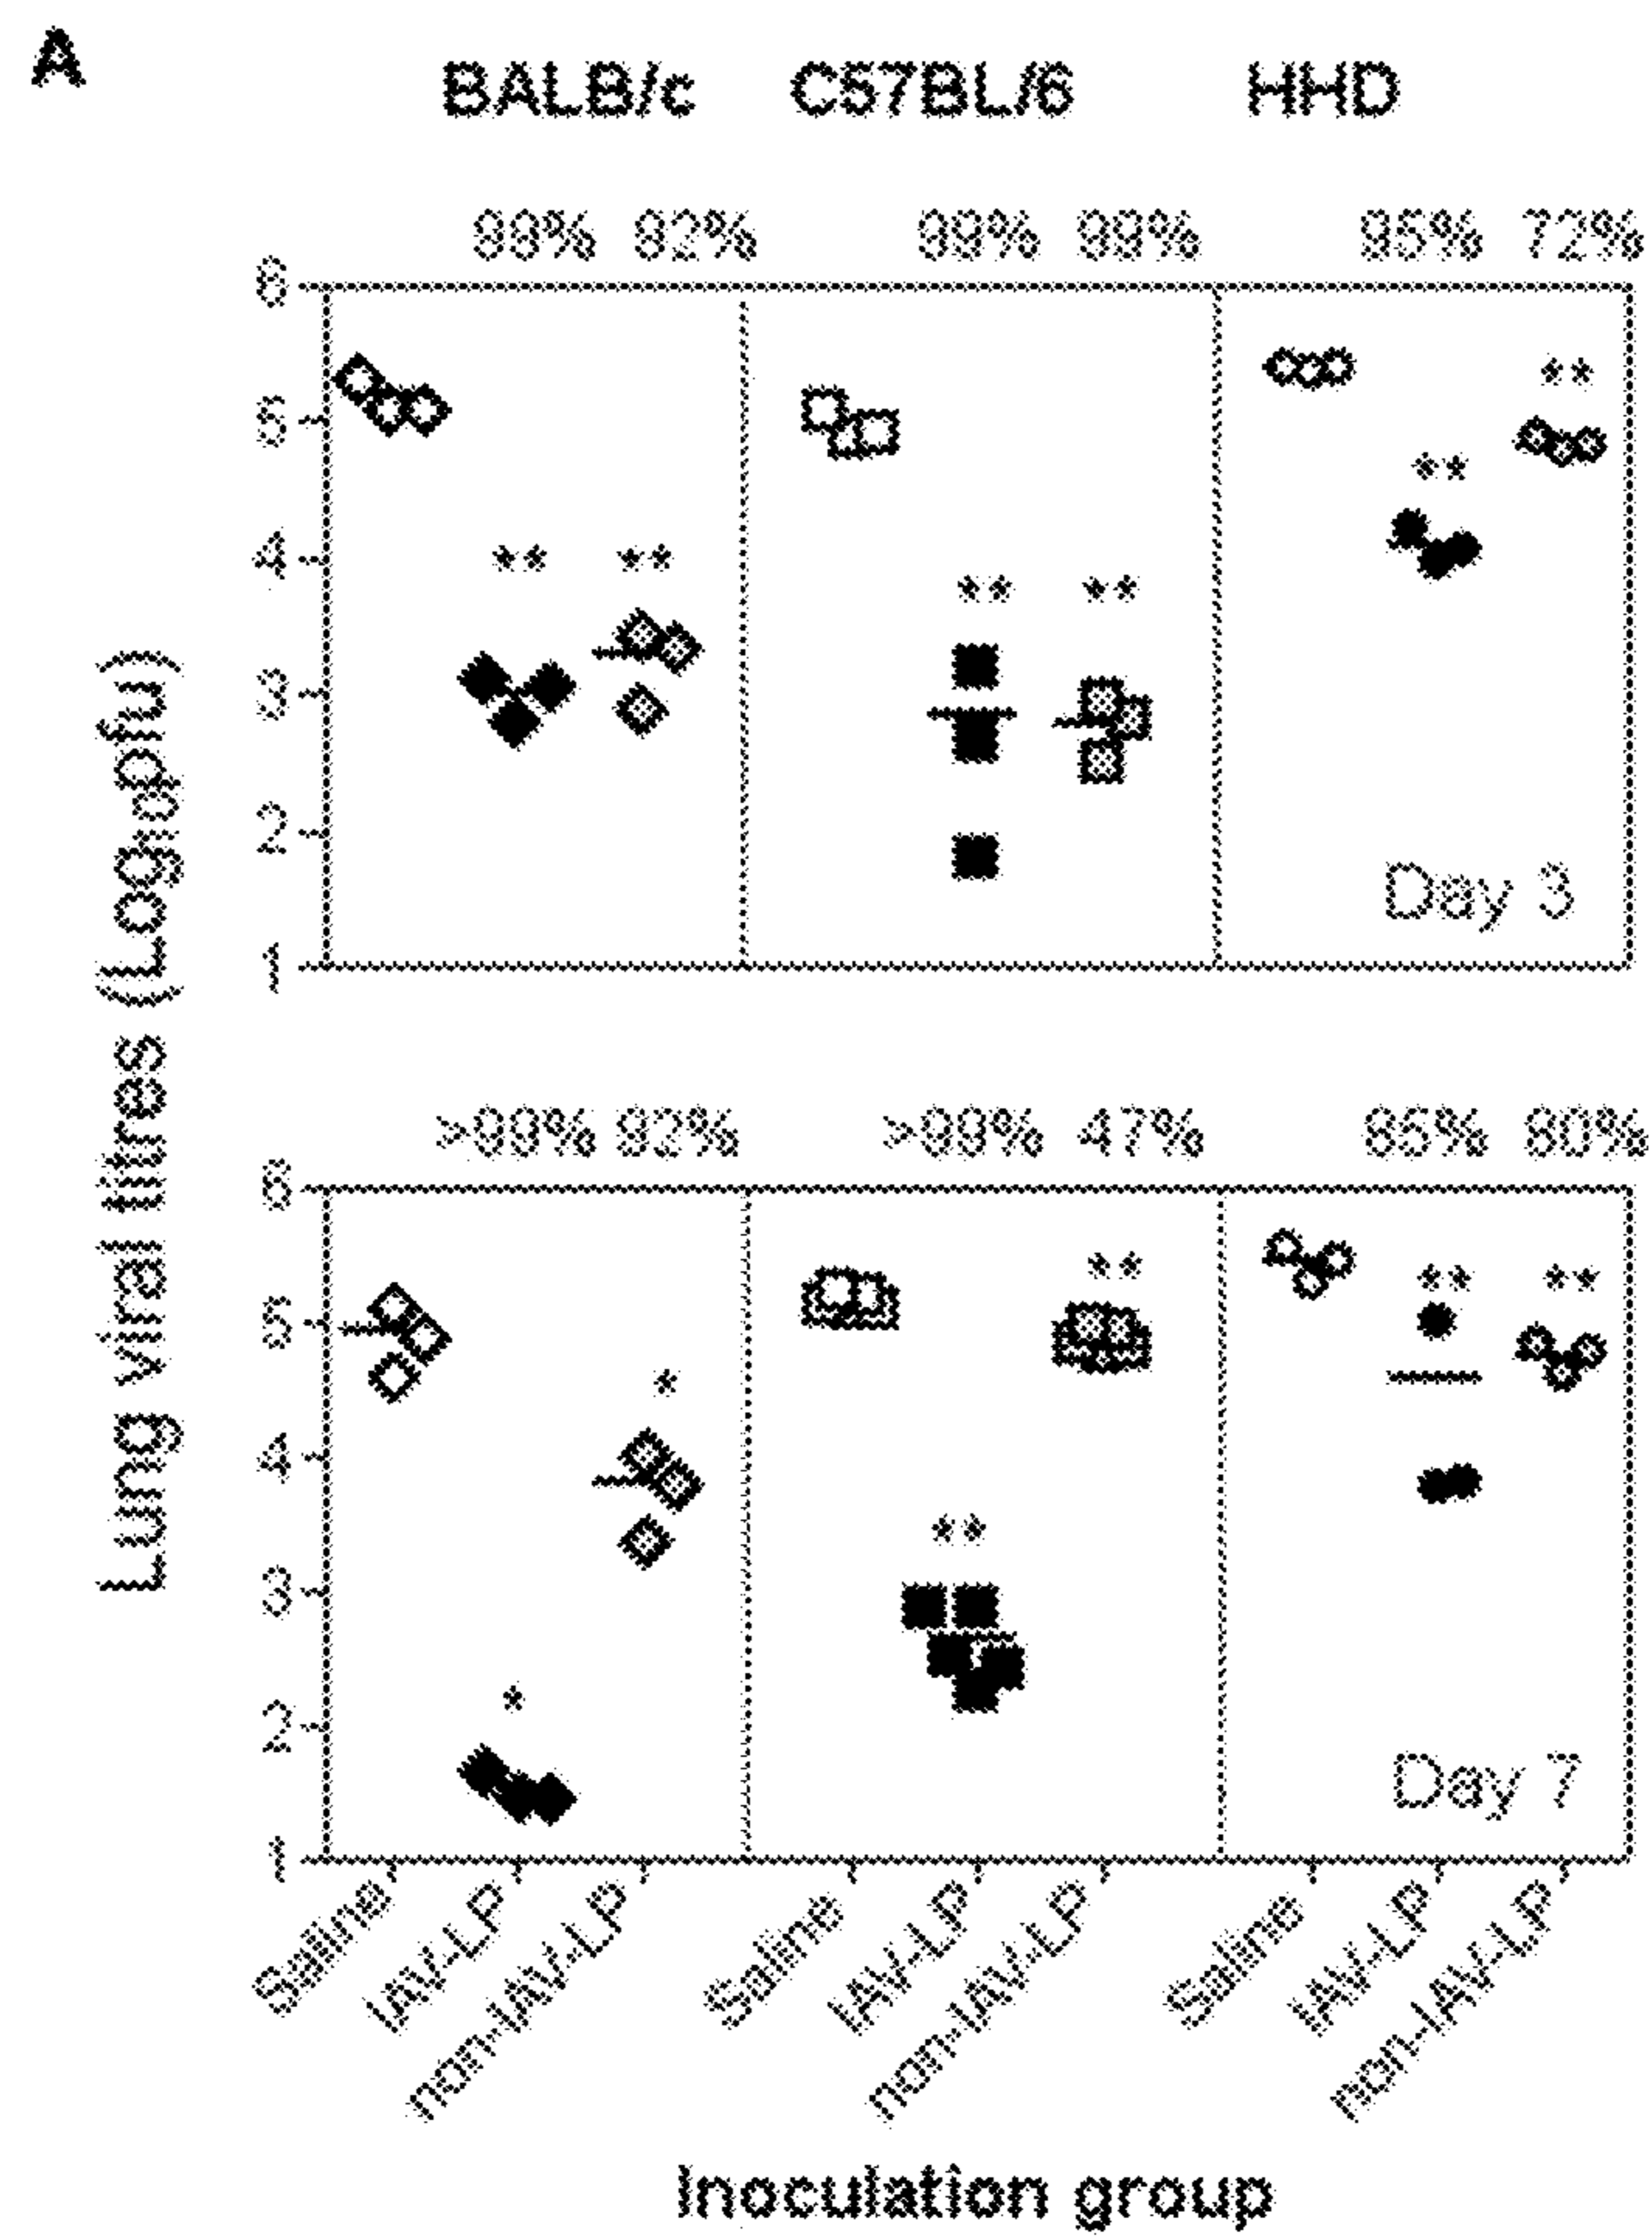 A
BALB/c C57BL/6 HHD
99% 92% 99% 99% 95% 72%
6
5
4
3
2
1
** ** ** ** ** **
Day 3
Lung viral titres (Log10pfu)
>99% 92% >99% 47% 85% 80%
6
5
4
3
2
1
* * ** ** ** **
Day 7
Saline IAV-LP non-IAV-LP Saline IAV-LP non-IAV-LP Saline IAV-LP non-IAV-LP
Inoculation group